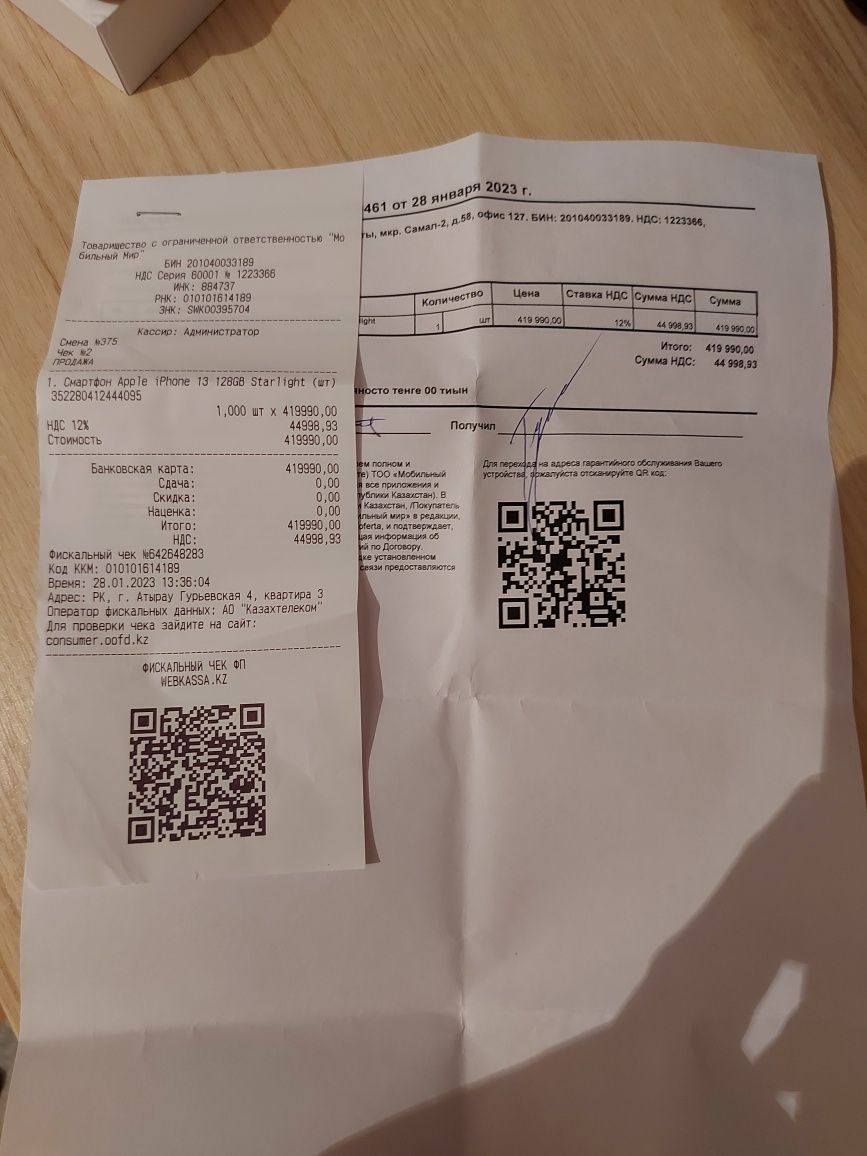 Товарищество с ограниченной ответственностью "Мо
бильный Мир"
БИН 201040033189
НДС Серия 60001 № 1223366
ИНК: 884737
РНК: 010101614189
ЗНК: SWK00395704
Кассир: Администратор
Смена №375
Чек №2
ПРОДАЖА
1. Смартфон Apple iPhone 13 128GB Starlight (шт)
352280412444095
1,000 шт x 419990,00
НДС 12% 44998,93
Стоимость 419990,00
Банковская карта: 419990,00
Сдача: 0,00
Скидка: 0,00
Наценка: 0,00
Итого: 419990,00
НДС: 44998,93
Фискальный чек №642648283
Код ККМ: 010101614189
Время: 28.01.2023 13:36:04
Адрес: РК, г. Атырау Гурьевская 4, квартира 3
Оператор фискальных данных: АО "Казахтелеком"
Для проверки чека зайдите на сайт:
consumer.oofd.kz
ФИСКАЛЬНЫЙ ЧЕК ФП
WEBKASSA.KZ
461 от 28 января 2023 г.
ты, мкр. Самал-2, д.58, офис 127. БИН: 201040033189. НДС: 1223366,
Количество Цена Ставка НДС Сумма НДС Сумма
light 1 шт 419 990,00 12% 44 998,93 419 990,00
Итого: 419 990,00
Сумма НДС: 44 998,93
яносто тенге 00 тиын
Получил
ем полном и
те) ТОО «Мобильный
я все приложения и
публики Казахстан). В
и Казахстан, /Покупатель
льный мир» в редакции,
oferta, и подтверждает,
щая информация об
ий по Договору.
дке установленном
связи предоставляются
Для перехода на адреса гарантийного обслуживания Вашего
устройства, пожалуйста отсканируйте QR код: